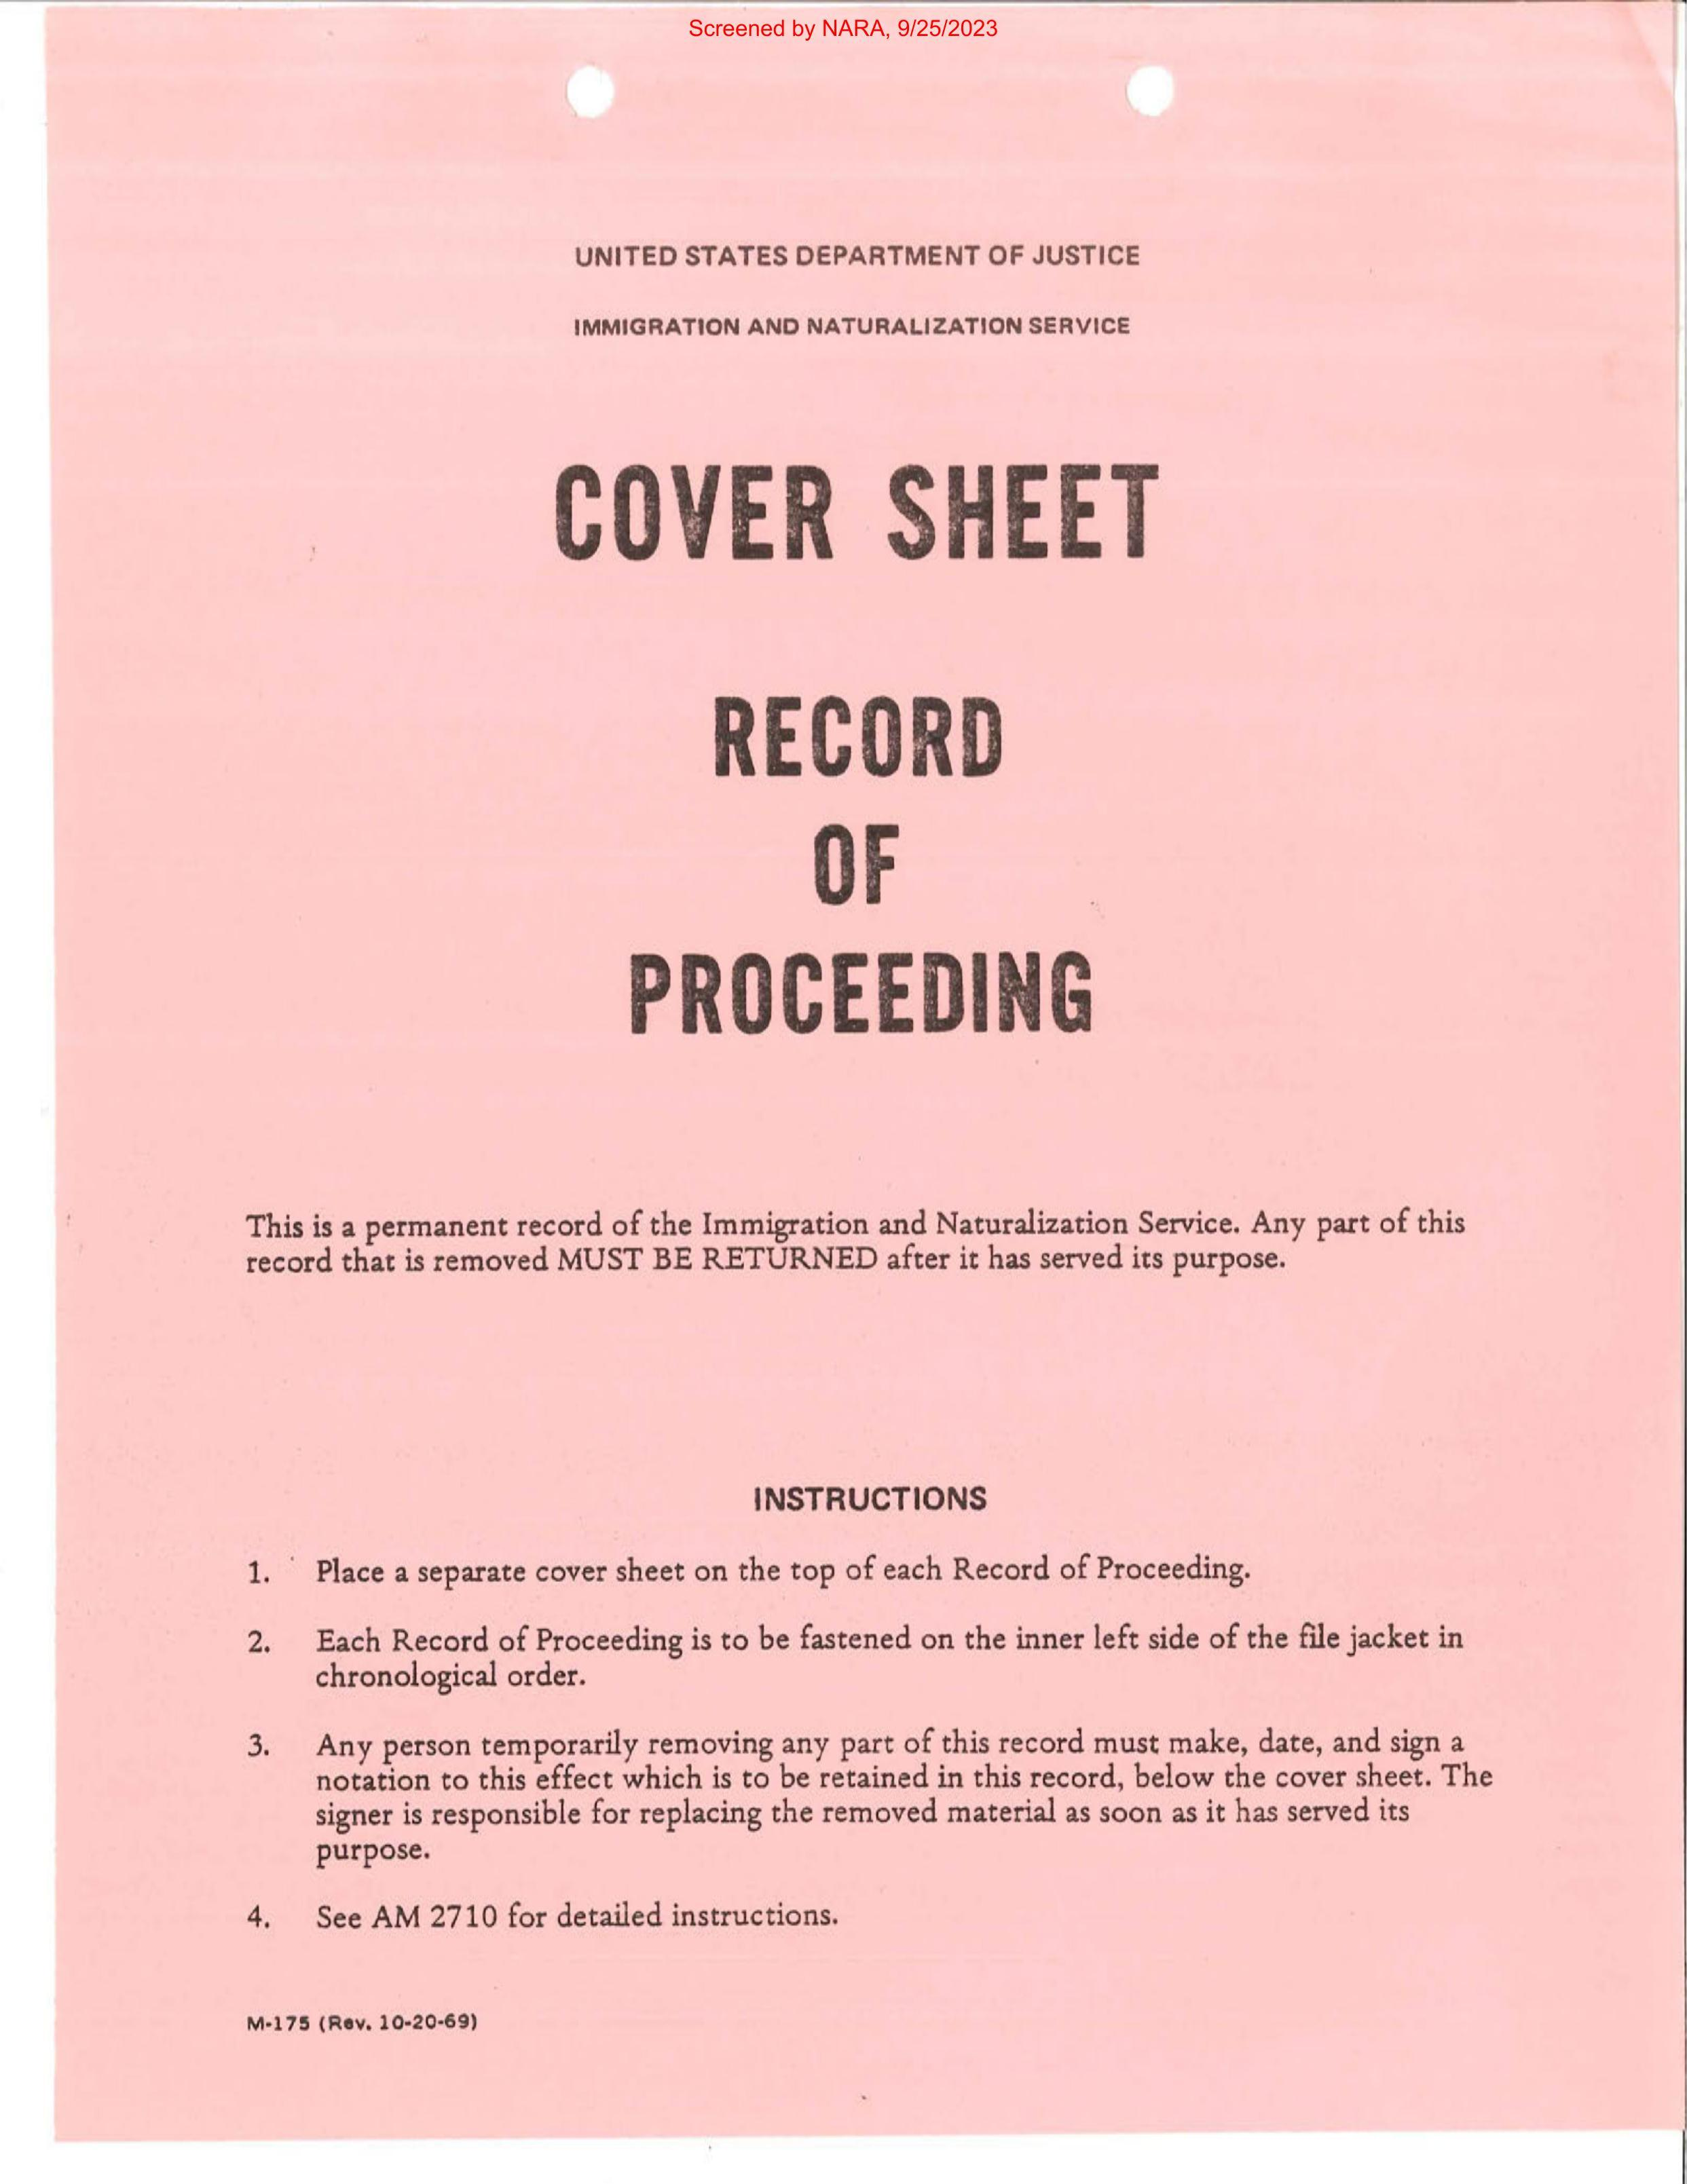 Screened by NARA, 9/25/2023
UNITED STATES DEPARTMENT OF JUSTICE
IMMIGRATION AND NATURALIZATION SERVICE
COVER SHEET
RECORD
OF
PROCEEDING
This is a permanent record of the Immigration and Naturalization Service. Any part of this
record that is removed MUST BE RETURNED after it has served its purpose.
INSTRUCTIONS
1. Place a separate cover sheet on the top of each Record of Proceeding.
2. Each Record of Proceeding is to be fastened on the inner left side of the file jacket in
chronological order.
3. Any person temporarily removing any part of this record must make, date, and sign a
notation to this effect which is to be retained in this record, below the cover sheet. The
signer is responsible for replacing the removed material as soon as it has served its
purpose.
4. See AM 2710 for detailed instructions.
M-175 (Rev. 10-20-69)